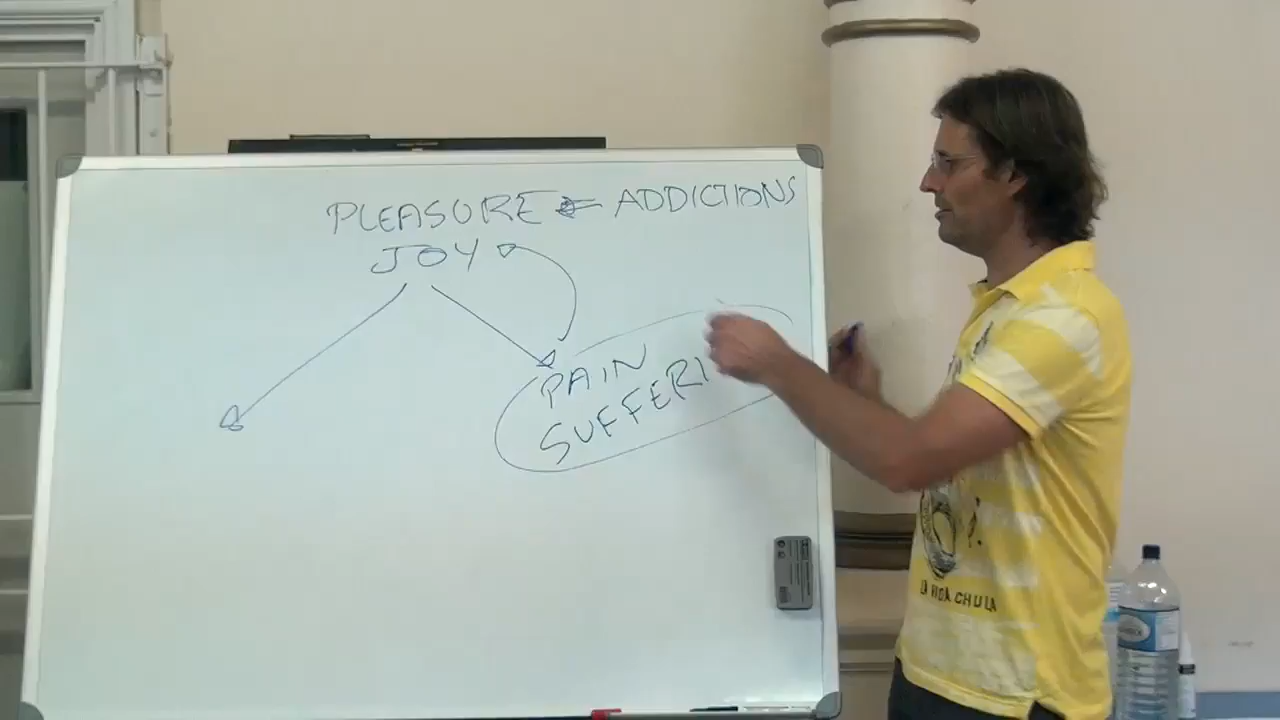 PLEASURE = ADDICTIONS
JOY
PAIN
SUFFERI
LA VIDA CHULA